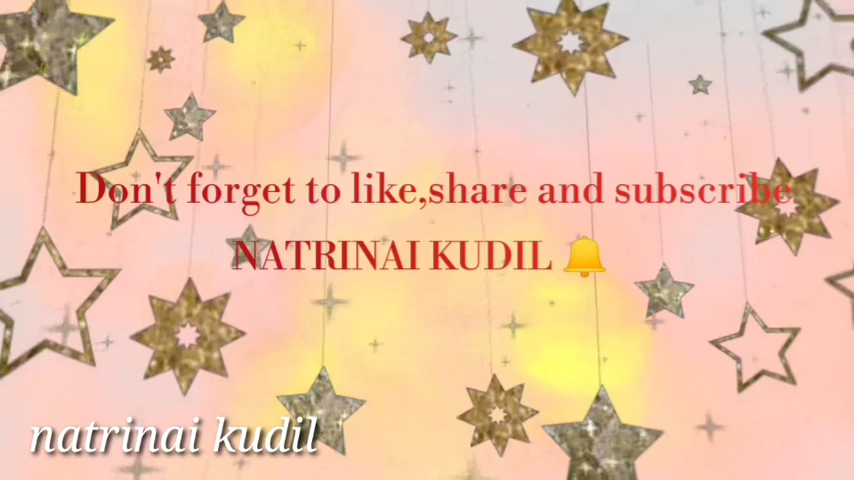 Don't forget to like,share and subscribe
NATRINAI KUDIL 🔔
natrinai kudil